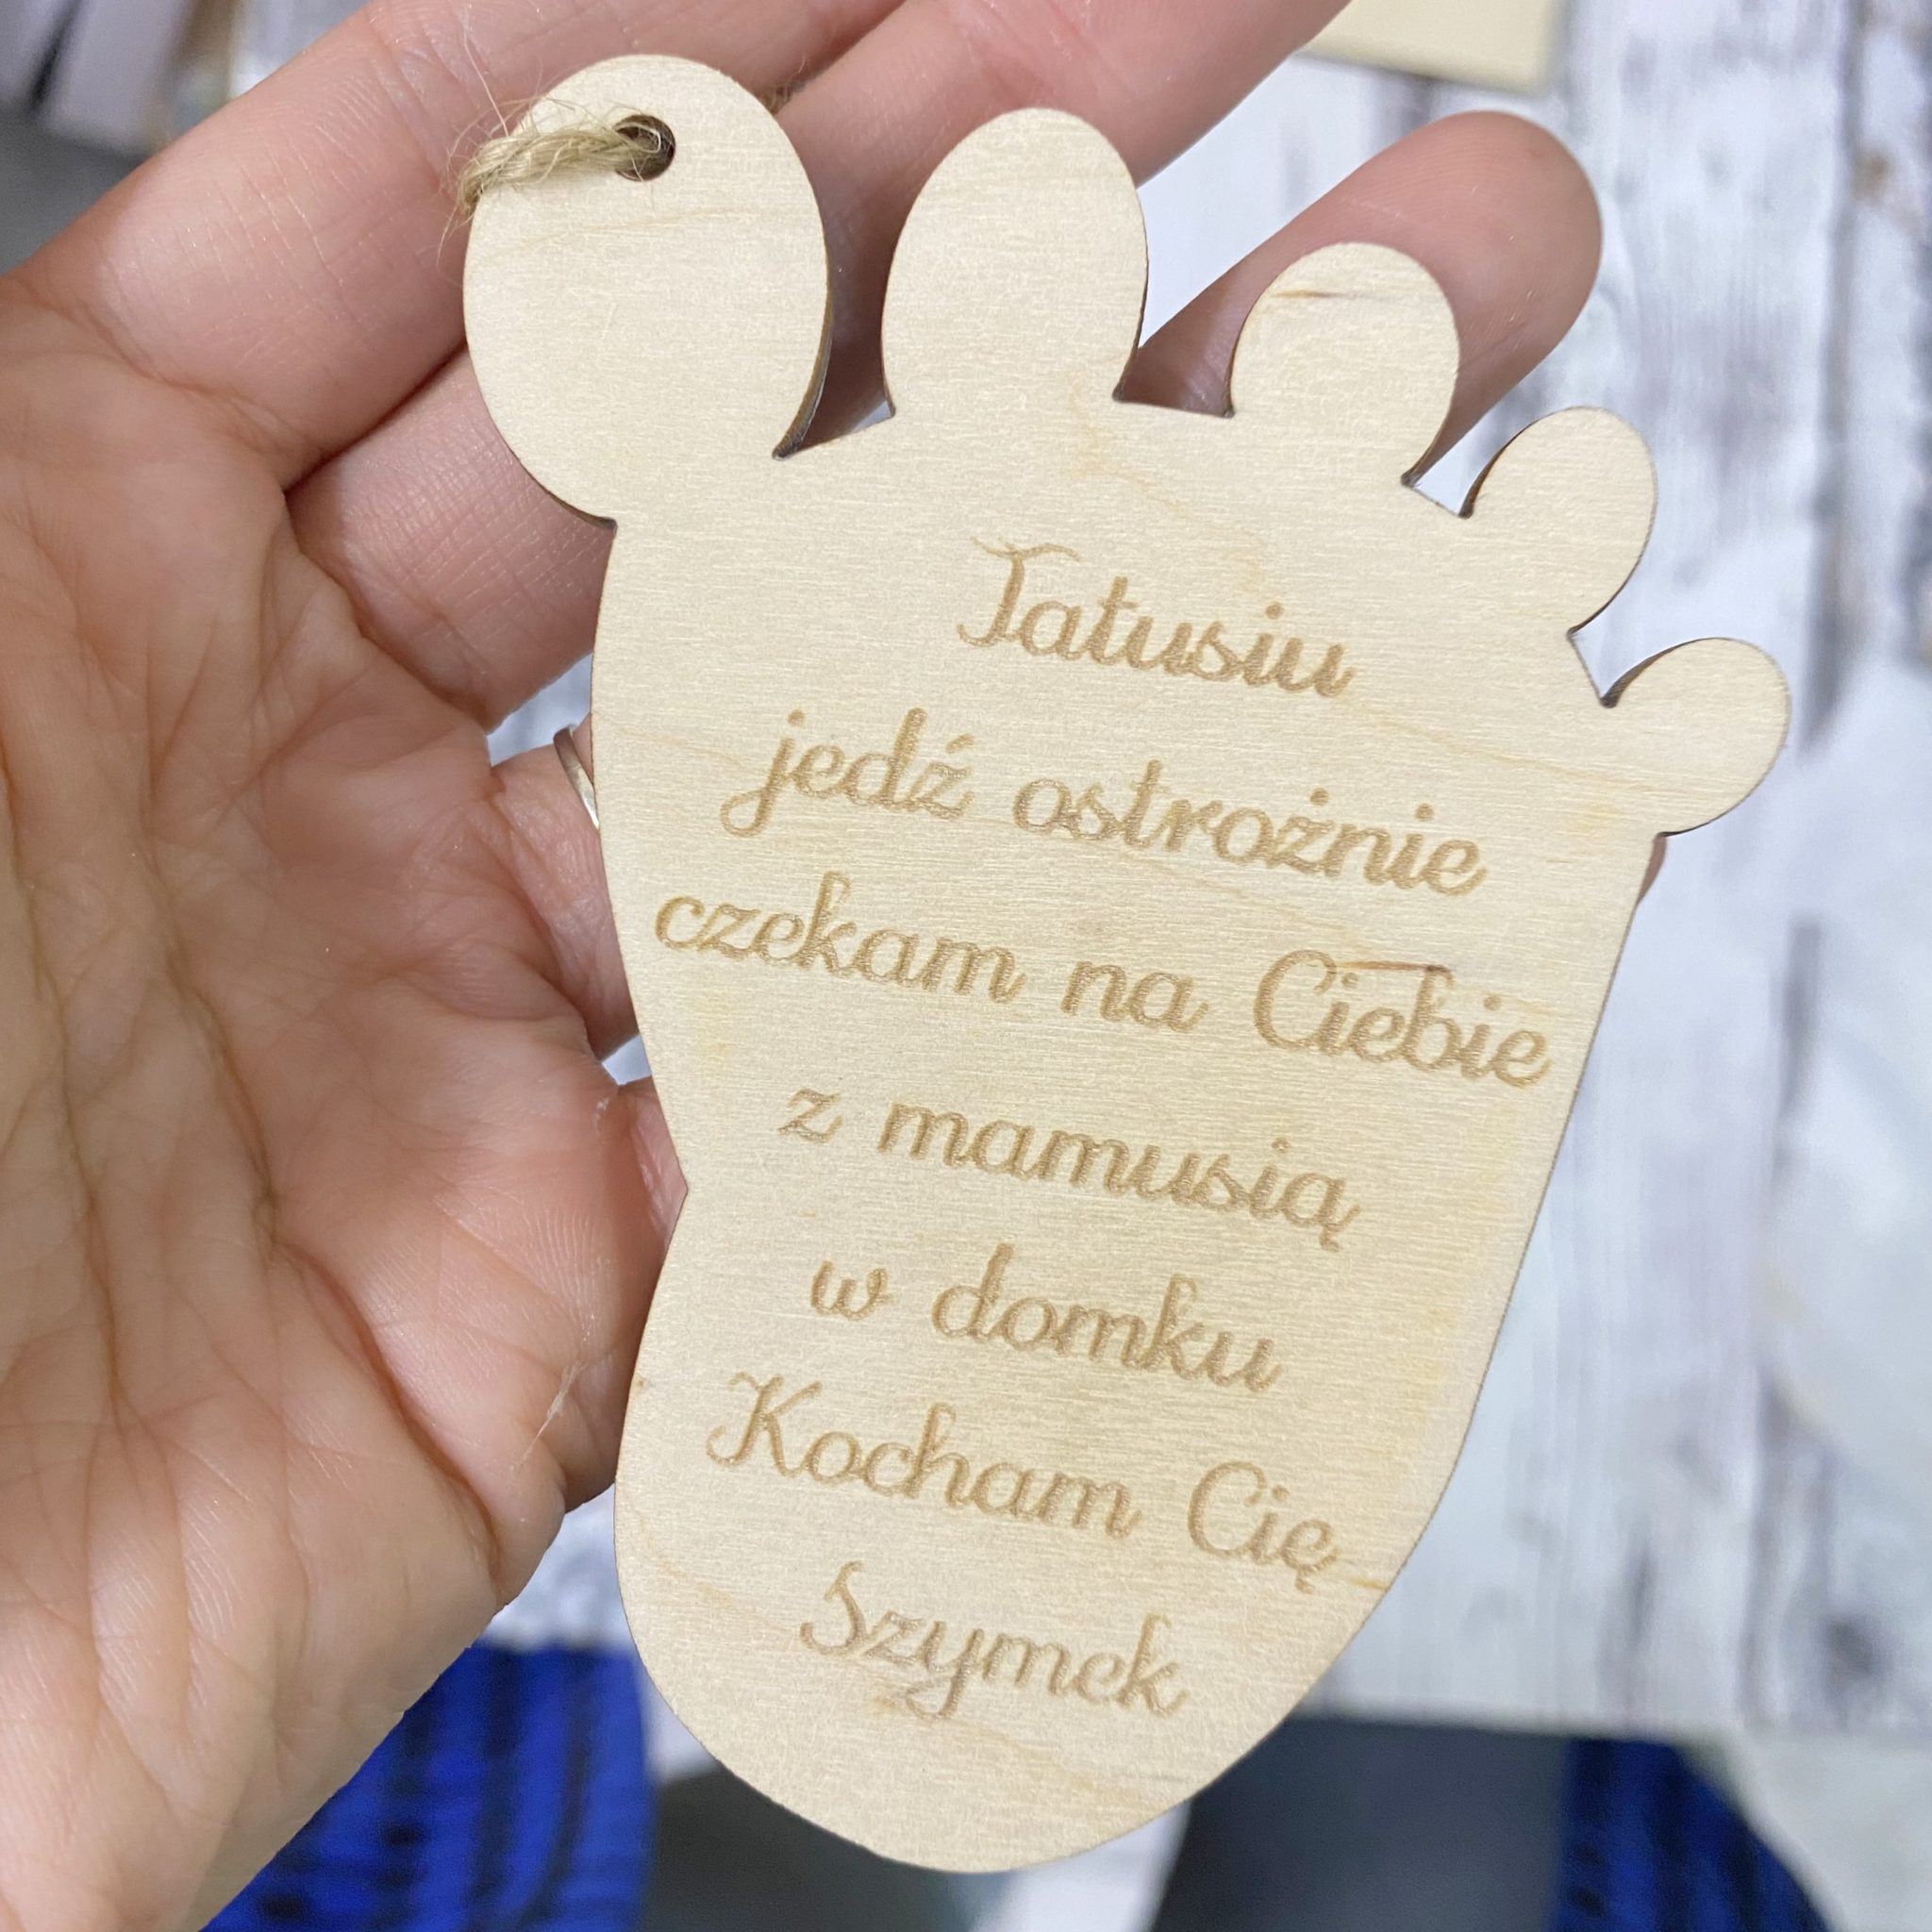 Tatusiu
jedź ostrożnie
czekam na Ciebie
z mamusią
w domku
Kocham Cię
Szymek